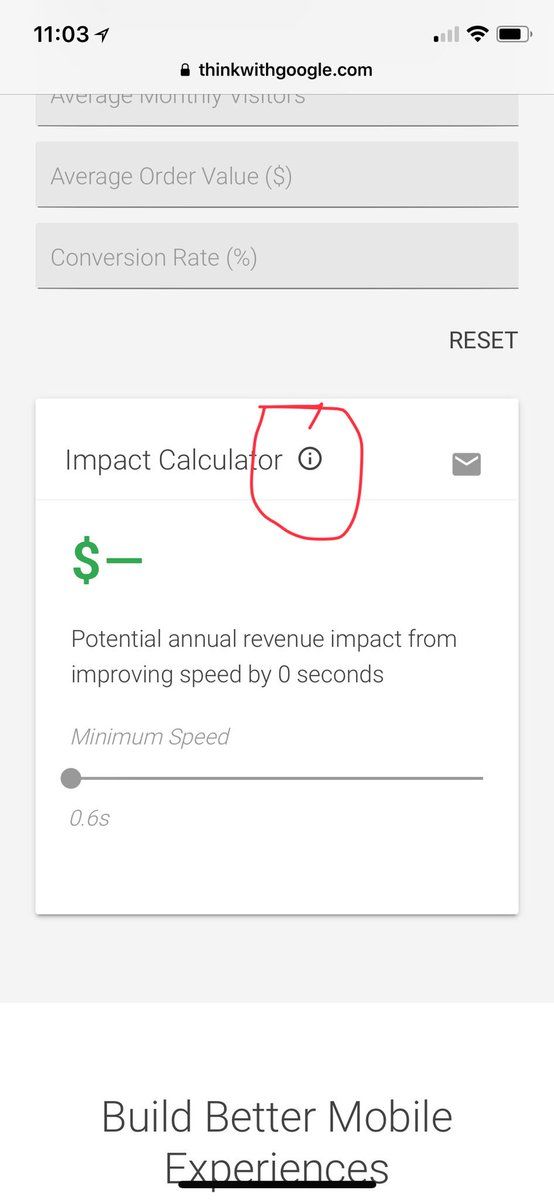 11:03
thinkwithgoogle.com
Average Monthly Visitors
Average Order Value ($)
Conversion Rate (%)
RESET
Impact Calculator
$—
Potential annual revenue impact from
improving speed by 0 seconds
Minimum Speed
0.6s
Build Better Mobile
Experiences